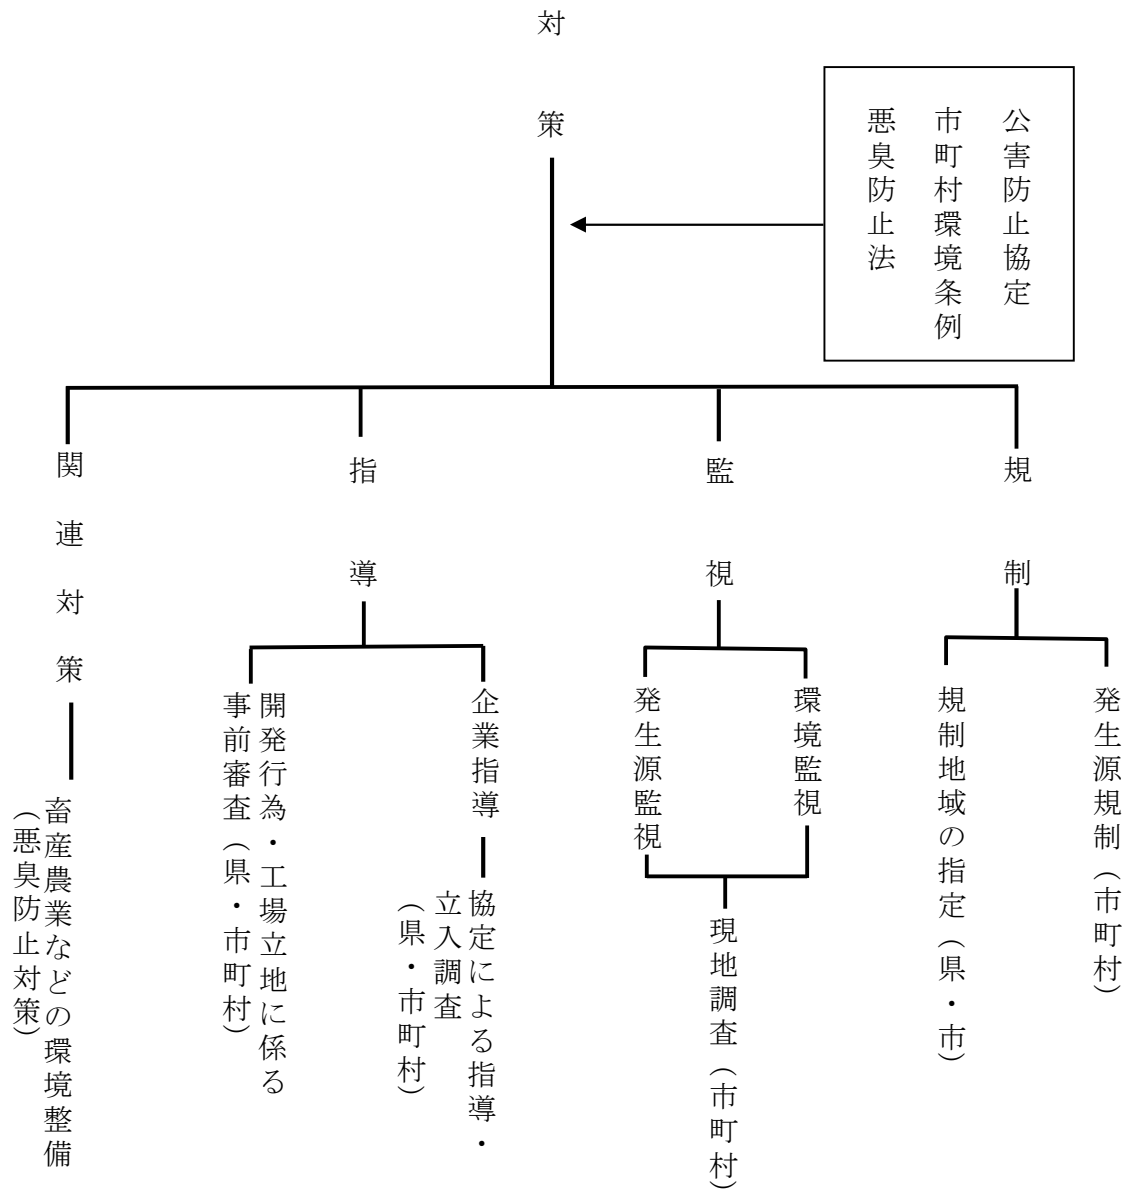 対策
公害防止協定
市町村環境条例
悪臭防止法
規制
発生源規制（市町村）
規制地域の指定（県・市）
監視
環境監視
発生源監視
現地調査（市町村）
指導
企業指導
協定による指導・
立入調査
（県・市町村）
開発行為・工場立地に係る
事前審査（県・市町村）
関連対策
畜産農業などの環境整備
（悪臭防止対策）